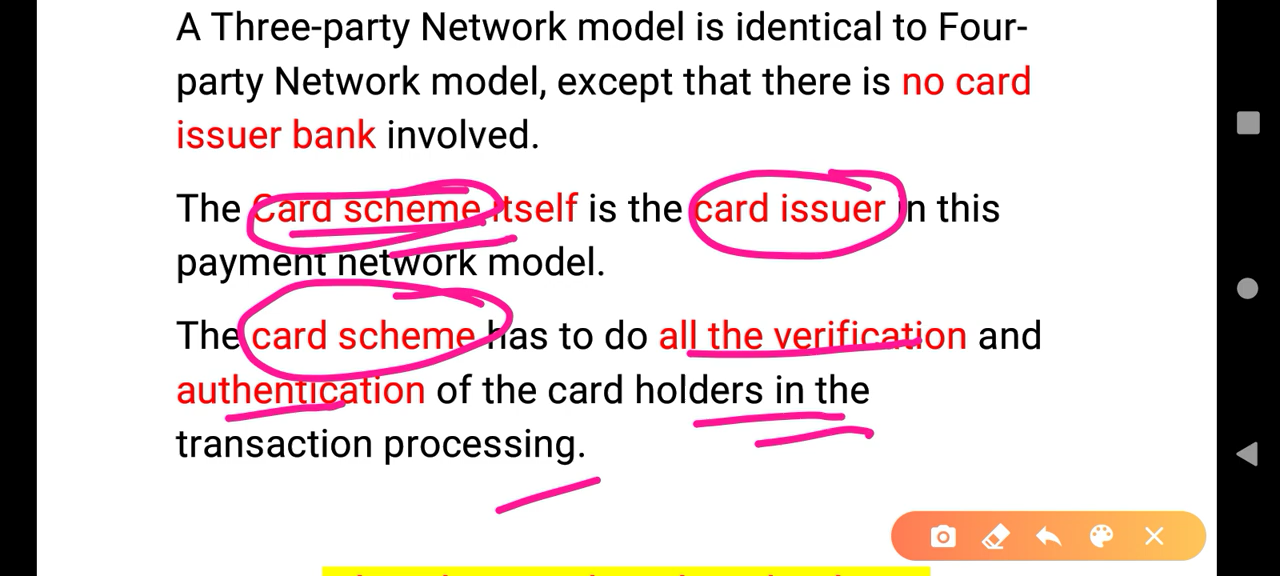 A Three-party Network model is identical to Four-
party Network model, except that there is no card
issuer bank involved.
The Card scheme itself is the card issuer in this
payment network model.
The card scheme has to do all the verification and
authentication of the card holders in the
transaction processing.